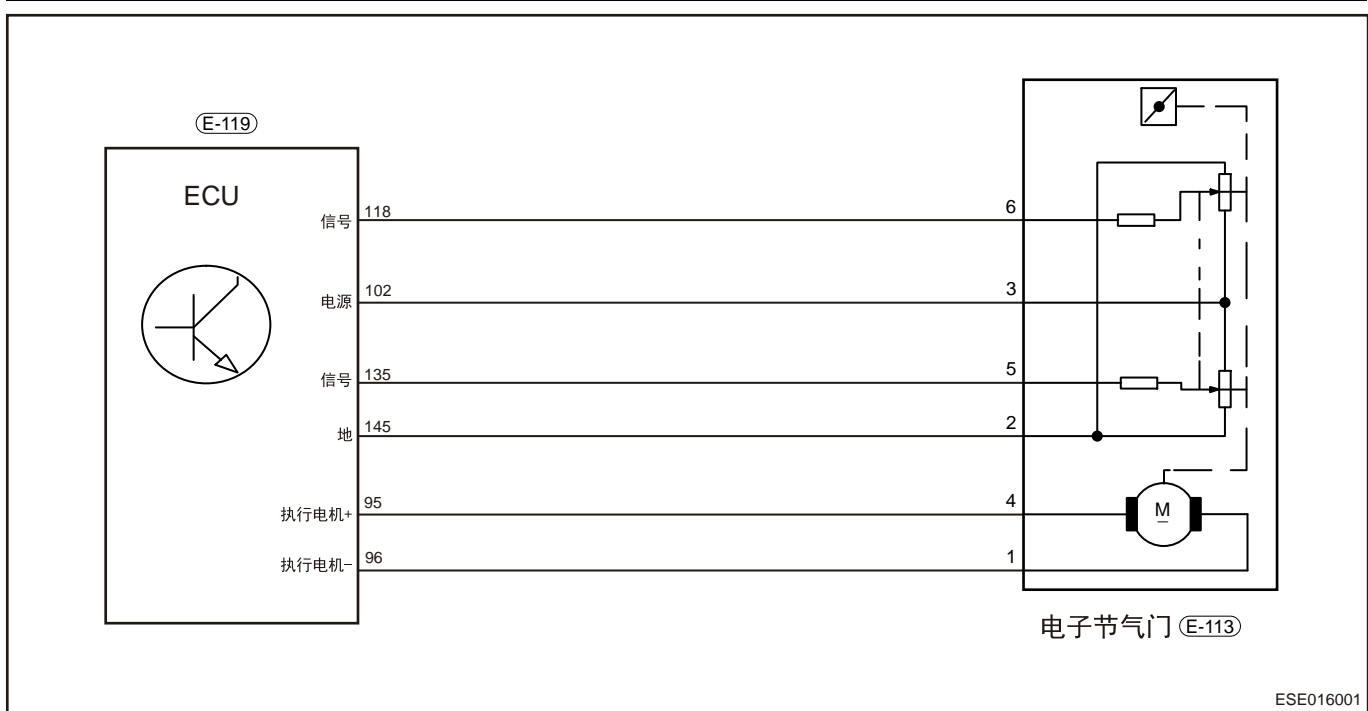 E-119
ECU
信号 118 6
电源 102 3
信号 135 5
地 145 2
执行电机+ 95 4
M
执行电机– 96 1
电子节气门 E-113
ESE016001